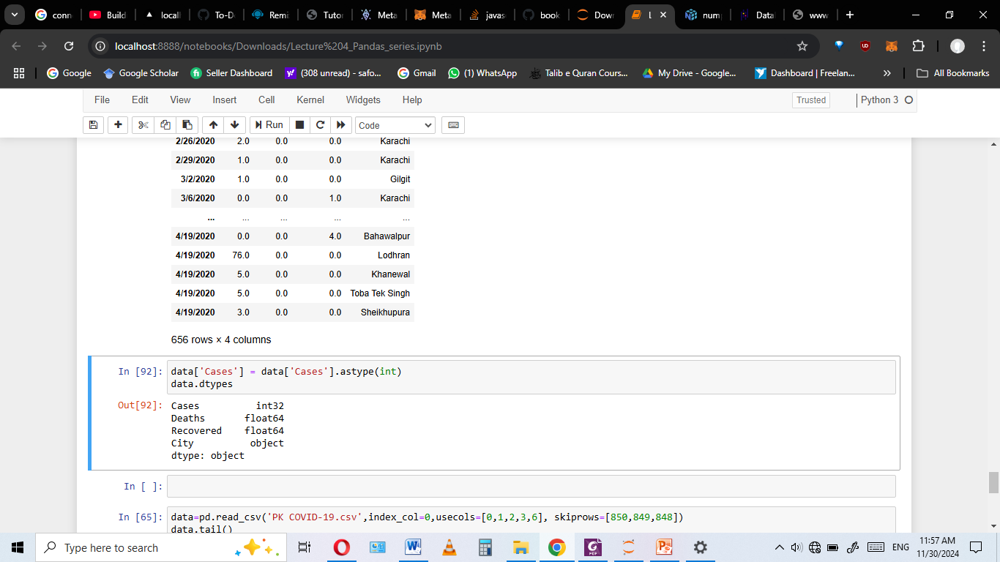 conn
Build
locall
To-D
Remi
Tutor
Meta
Meta
javas
book
Down
L
num
Datal
www
localhost:8888/notebooks/Downloads/Lecture%204_Pandas_series.ipynb
Google
Google Scholar
Seller Dashboard
(308 unread) - safo...
Gmail
(1) WhatsApp
Talib e Quran Cours...
My Drive - Google...
Dashboard | Freelan...
»
All Bookmarks
File Edit View Insert Cell Kernel Widgets Help
Trusted
Python 3
Run
Code
2/26/2020 2.0 0.0 0.0 Karachi
2/29/2020 1.0 0.0 0.0 Karachi
3/2/2020 1.0 0.0 0.0 Gilgit
3/6/2020 0.0 0.0 1.0 Karachi
... ... ... ... ...
4/19/2020 0.0 0.0 4.0 Bahawalpur
4/19/2020 76.0 0.0 0.0 Lodhran
4/19/2020 5.0 0.0 0.0 Khanewal
4/19/2020 5.0 0.0 0.0 Toba Tek Singh
4/19/2020 3.0 0.0 0.0 Sheikhupura
656 rows × 4 columns
In [92]: data['Cases'] = data['Cases'].astype(int)
data.dtypes
Out[92]: Cases int32
Deaths float64
Recovered float64
City object
dtype: object
In [ ]:
In [65]: data=pd.read_csv('PK COVID-19.csv',index_col=0,usecols=[0,1,2,3,6], skiprows=[850,849,848])
data.tail()
Type here to search
ENG
11:57 AM
11/30/2024